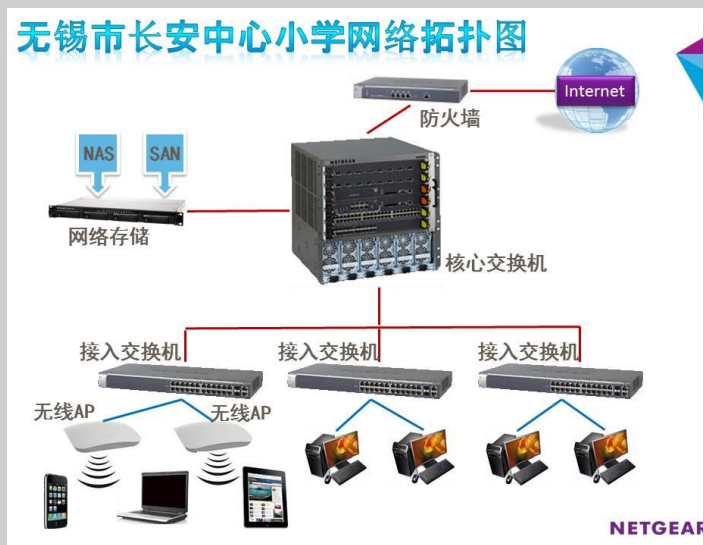 无锡市长安中心小学网络拓扑图
Internet
防火墙
NAS
SAN
NETGEAR
网络存储
核心交换机
接入交换机
接入交换机
接入交换机
无线AP
无线AP
NETGEAR